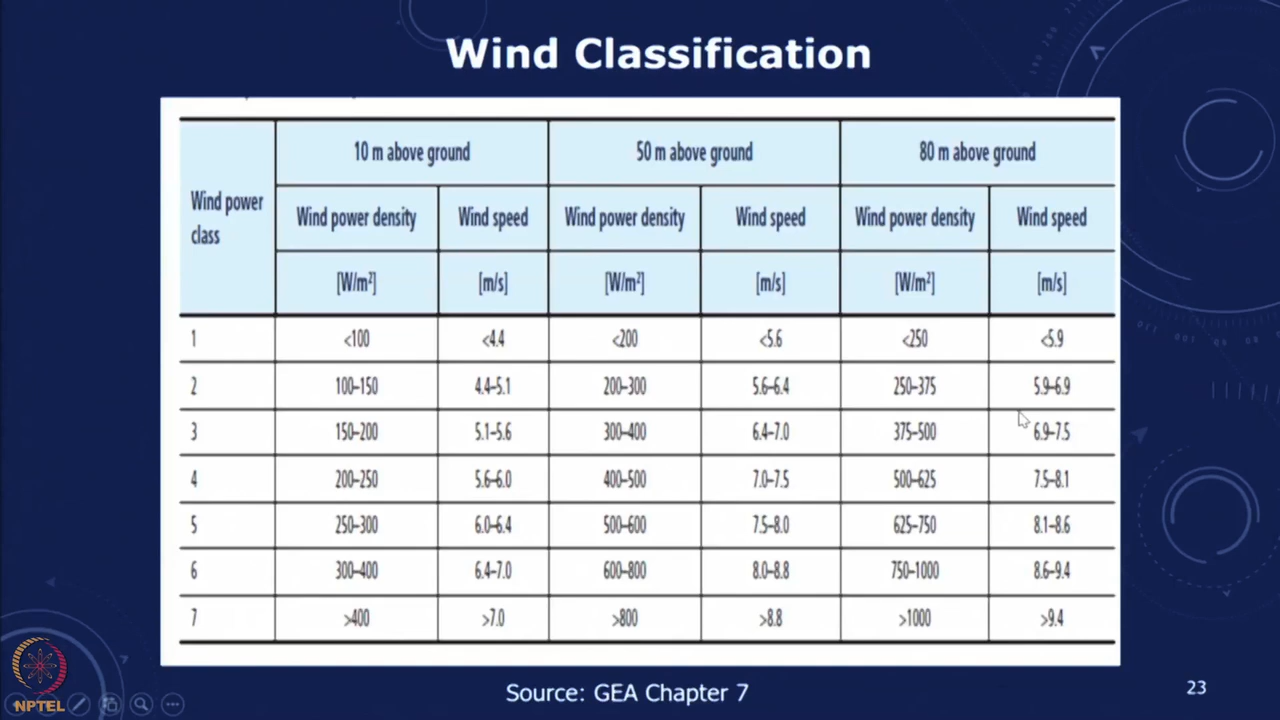 Wind Classification
10 m above ground 50 m above ground 80 m above ground
Wind power class
Wind power density Wind speed Wind power density Wind speed Wind power density Wind speed
[W/m²] [m/s] [W/m²] [m/s] [W/m²] [m/s]
1 <100 <4.4 <200 <5.6 <250 <5.9
2 100–150 4.4–5.1 200–300 5.6–6.4 250–375 5.9–6.9
3 150–200 5.1–5.6 300–400 6.4–7.0 375–500 6.9–7.5
4 200–250 5.6–6.0 400–500 7.0–7.5 500–625 7.5–8.1
5 250–300 6.0–6.4 500–600 7.5–8.0 625–750 8.1–8.6
6 300–400 6.4–7.0 600–800 8.0–8.8 750–1000 8.6–9.4
7 >400 >7.0 >800 >8.8 >1000 >9.4
Source: GEA Chapter 7
23
NPTEL